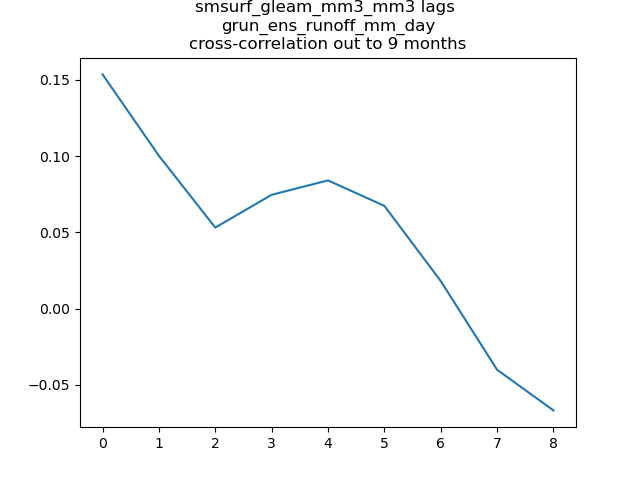 smsurf_gleam_mm3_mm3 lags
grun_ens_runoff_mm_day
cross-correlation out to 9 months
0.15
0.10
0.05
0.00
−0.05
0 1 2 3 4 5 6 7 8